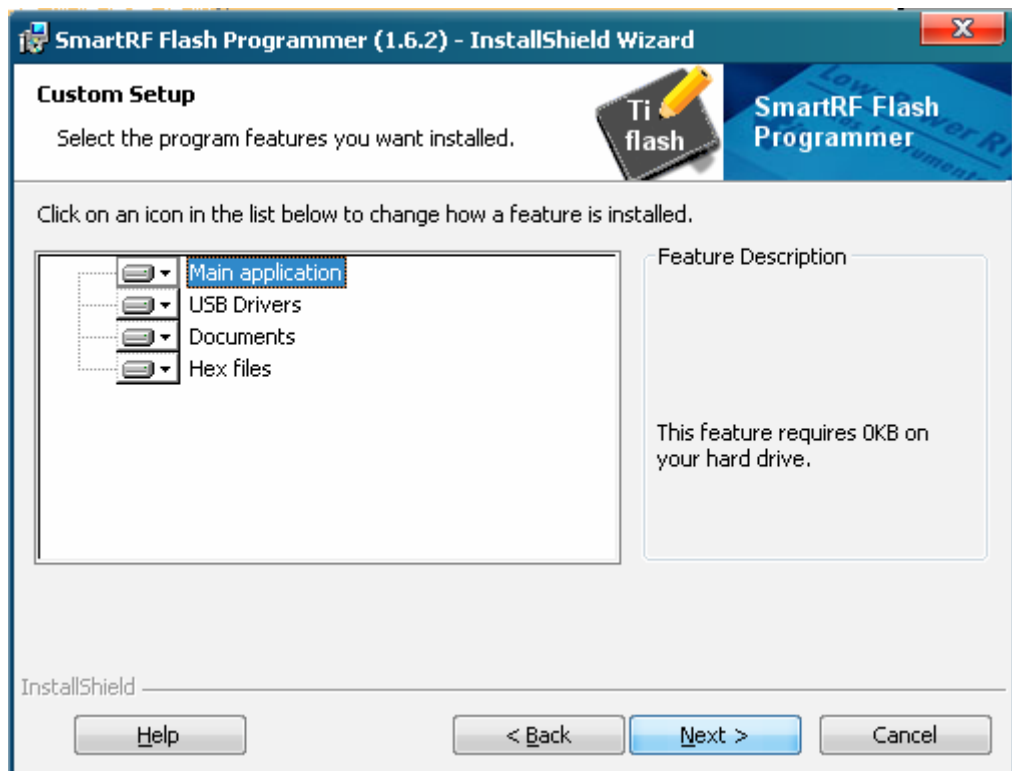 SmartRF Flash Programmer (1.6.2) - InstallShield Wizard
Custom Setup
Select the program features you want installed.
Ti
flash
SmartRF Flash
Programmer
Low Power RF
Click on an icon in the list below to change how a feature is installed.
Main application
USB Drivers
Documents
Hex files
Feature Description
This feature requires 0KB on
your hard drive.
InstallShield
Help
< Back
Next >
Cancel